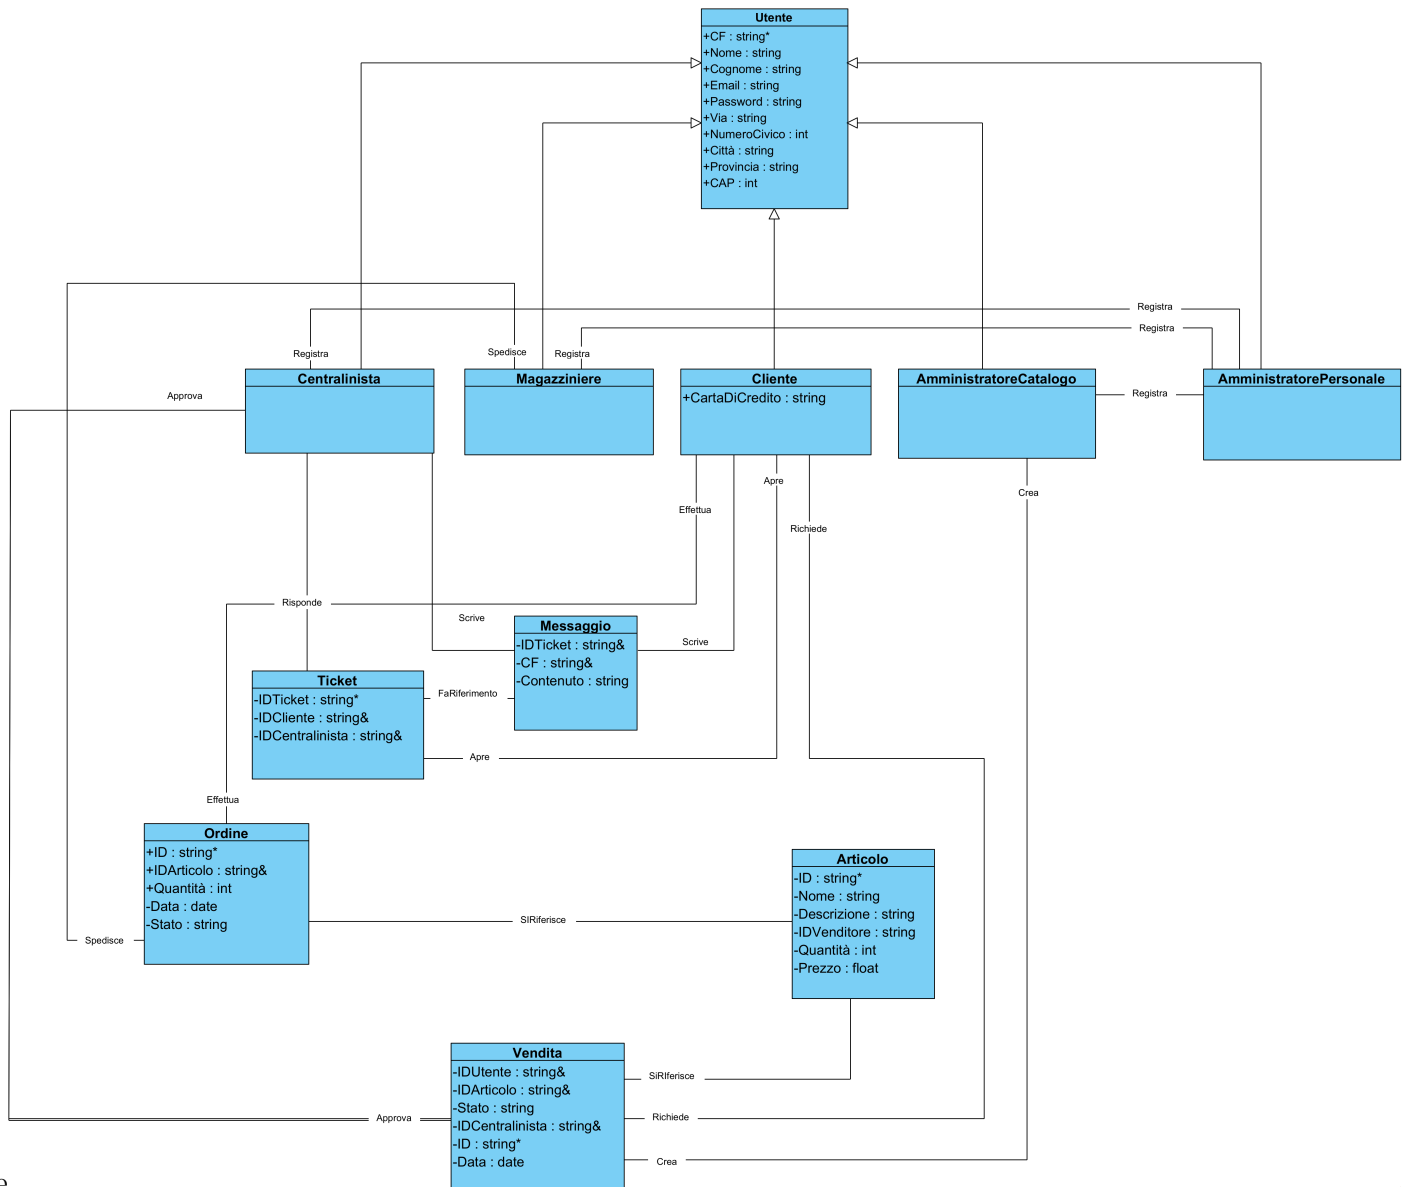 Utente
+CF : string*
+Nome : string
+Cognome : string
+Email : string
+Password : string
+Via : string
+NumeroCivico : int
+Città : string
+Provincia : string
+CAP : int
Registra
Registra
Registra
Spedisce
Registra
Centralinista
Magazziniere
Cliente
+CartaDiCredito : string
AmministratoreCatalogo
Registra
AmministratorePersonale
Approva
Apre
Crea
Effettua
Richiede
Risponde
Scrive
Messaggio
-IDTicket : string&
-CF : string&
-Contenuto : string
Scrive
Ticket
-IDTicket : string*
-IDCliente : string&
-IDCentralinista : string&
FaRiferimento
Apre
Effettua
Ordine
+ID : string*
+IDArticolo : string&
+Quantità : int
-Data : date
-Stato : string
Spedisce
SIRiferisce
Articolo
-ID : string*
-Nome : string
-Descrizione : string
-IDVenditore : string
-Quantità : int
-Prezzo : float
Vendita
-IDUtente : string&
-IDArticolo : string&
-Stato : string
-IDCentralinista : string&
-ID : string*
-Data : date
SiRIferisce
Richiede
Approva
Crea
e